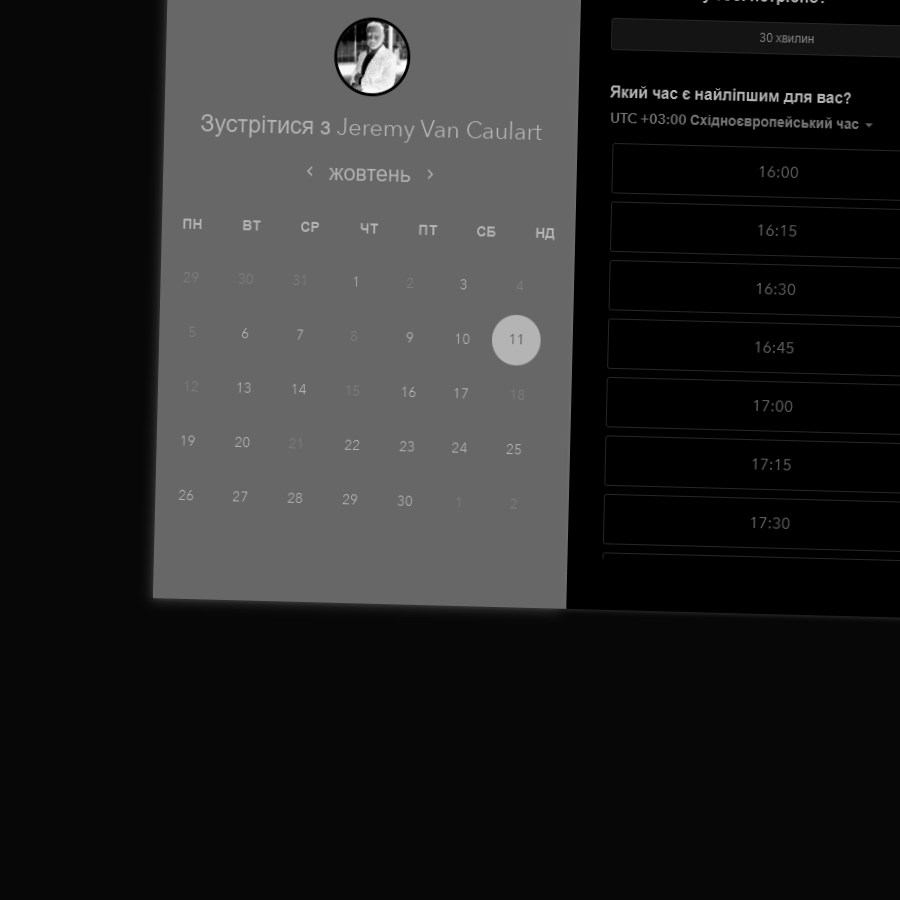 Зустрітися з Jeremy Van Caulart
жовтень
ПН ВТ СР ЧТ ПТ СБ НД
29 30 31 1 2 3 4
5 6 7 8 9 10 11
12 13 14 15 16 17 18
19 20 21 22 23 24 25
26 27 28 29 30 1 2
30 хвилин
Який час є найліпшим для вас?
UTC +03:00 Східноєвропейський час
16:00
16:15
16:30
16:45
17:00
17:15
17:30